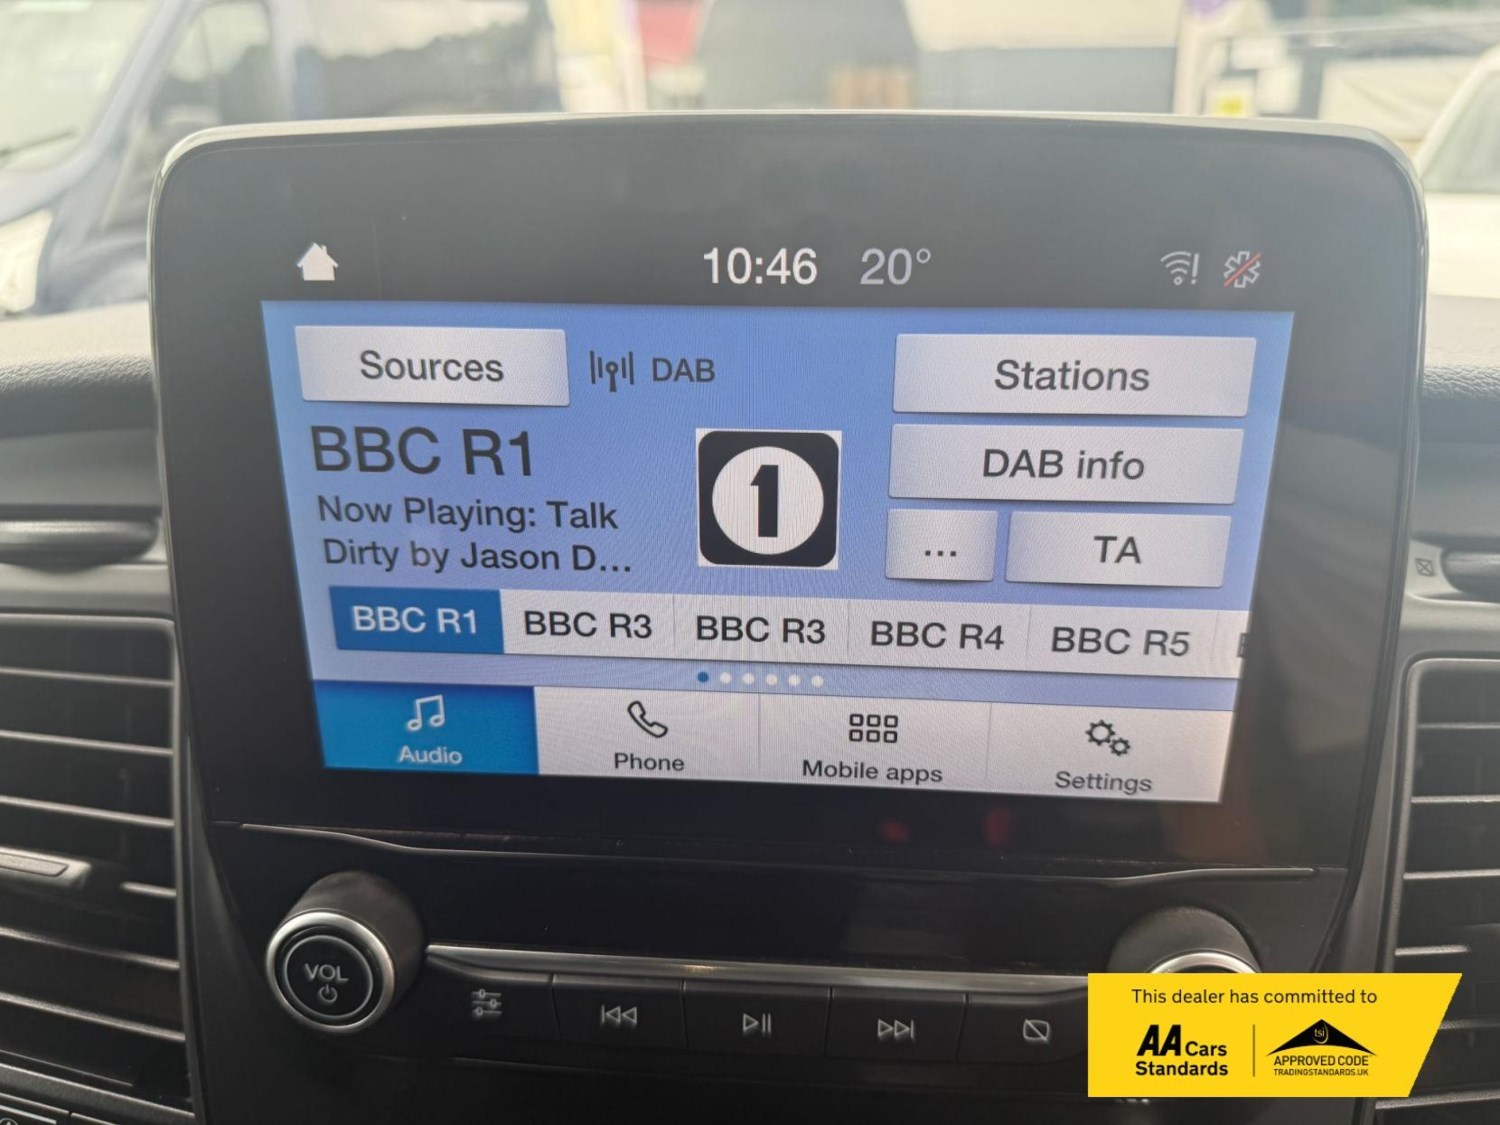 10:46 20°
Sources DAB Stations
BBC R1
DAB info
Now Playing: Talk
Dirty by Jason D...
1
... TA
BBC R1 BBC R3 BBC R3 BBC R4 BBC R5
Audio Phone Mobile apps Settings
VOL
This dealer has committed to
AA Cars
Standards
tsi
APPROVED CODE
TRADINGSTANDARDS.UK